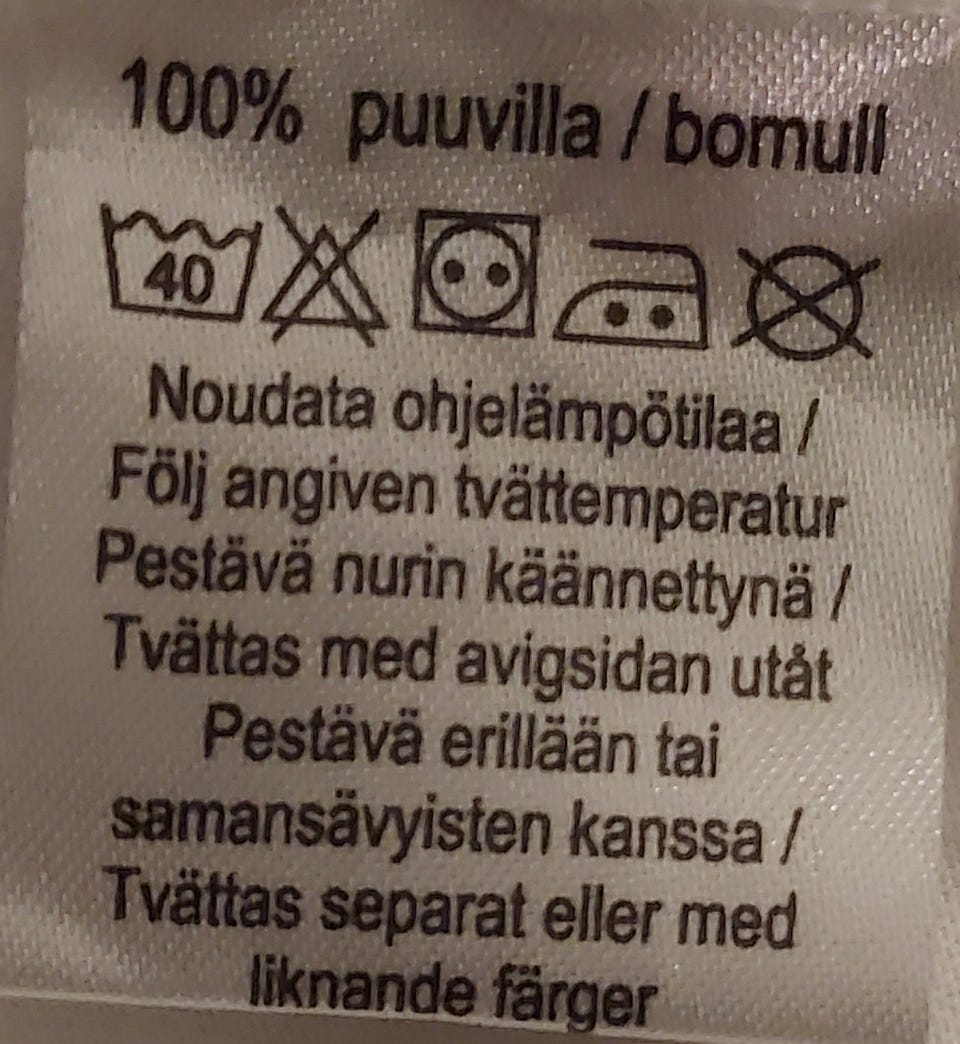 100% puuvilla / bomull
40
Noudata ohjelämpötilaa /
Följ angiven tvättemperatur
Pestävä nurin käännettynä /
Tvättas med avigsidan utåt
Pestävä erillään tai
samansävyisten kanssa /
Tvättas separat eller med
liknande färger